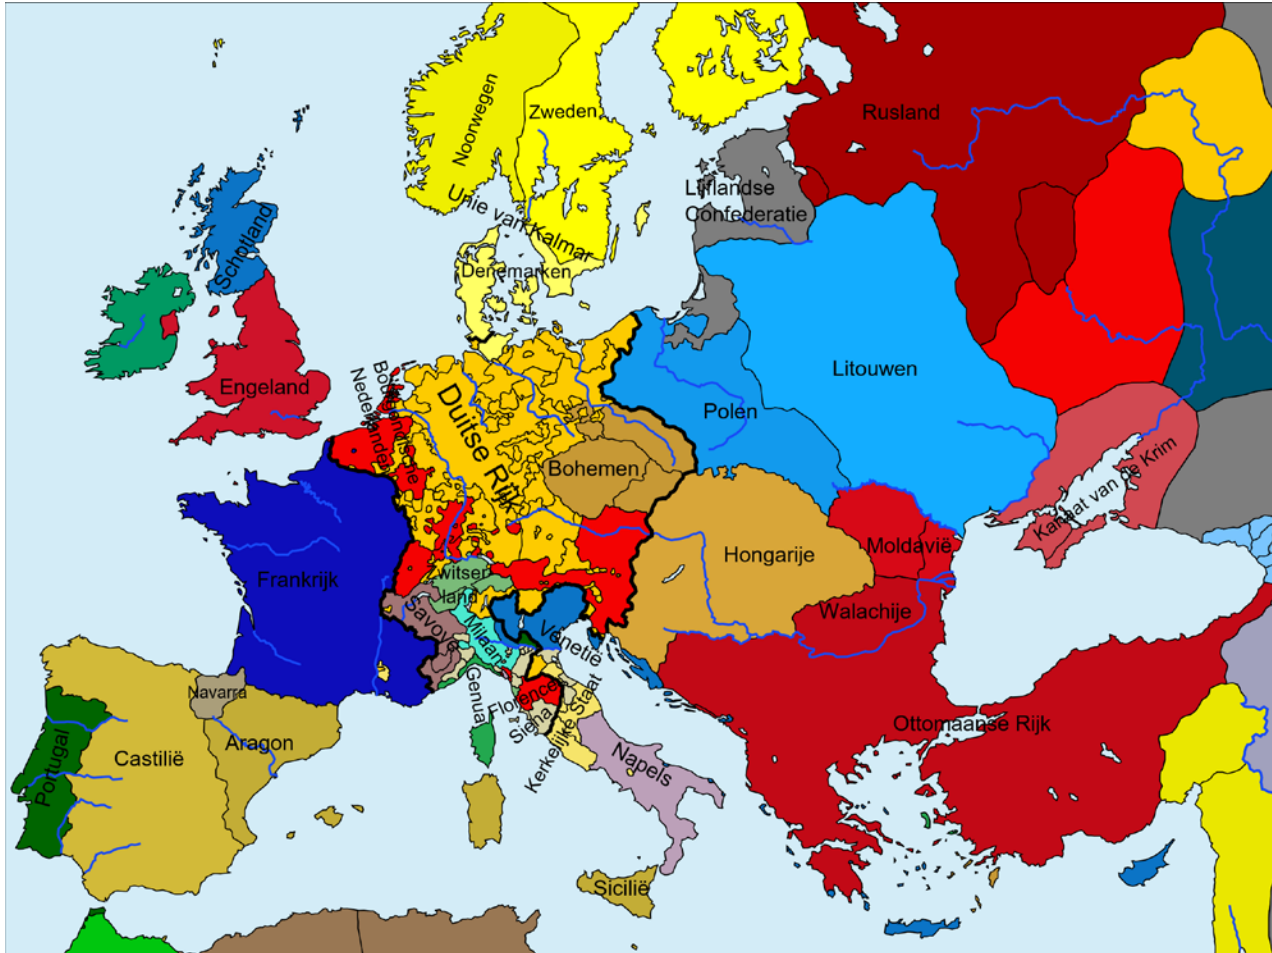 Noorwegen
Zweden
Rusland
Lijflandse
Confederatie
Unie van Kalmar
Denemarken
Schotland
Engeland
Bourgondische
Nederlanden
Duitse Rijk
Polen
Litouwen
Bohemen
Kanaat van de Krim
Hongarije
Moldavië
Walachije
Frankrijk
Zwitser
land
Savoye
Milaan
Venetië
Genua
Florence
Siena
Kerkelijke Staat
Napels
Ottomaanse Rijk
Navarra
Portugal
Castilië
Aragon
Sicilië